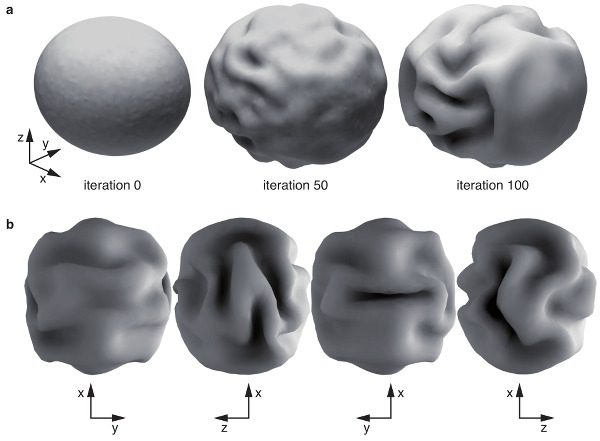 a
z
y
x
iteration 0
iteration 50
iteration 100
b
x
y
x
z
x
y
x
z